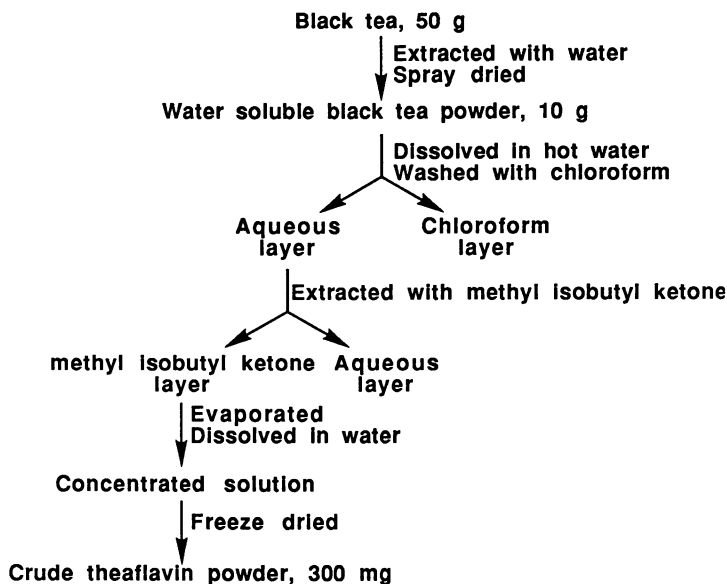 Black tea, 50 g
Extracted with water
Spray dried
Water soluble black tea powder, 10 g
Dissolved in hot water
Washed with chloroform
Aqueous
layer
Chloroform
layer
Extracted with methyl isobutyl ketone
methyl isobutyl ketone
layer
Aqueous
layer
Evaporated
Dissolved in water
Concentrated solution
Freeze dried
Crude theaflavin powder, 300 mg